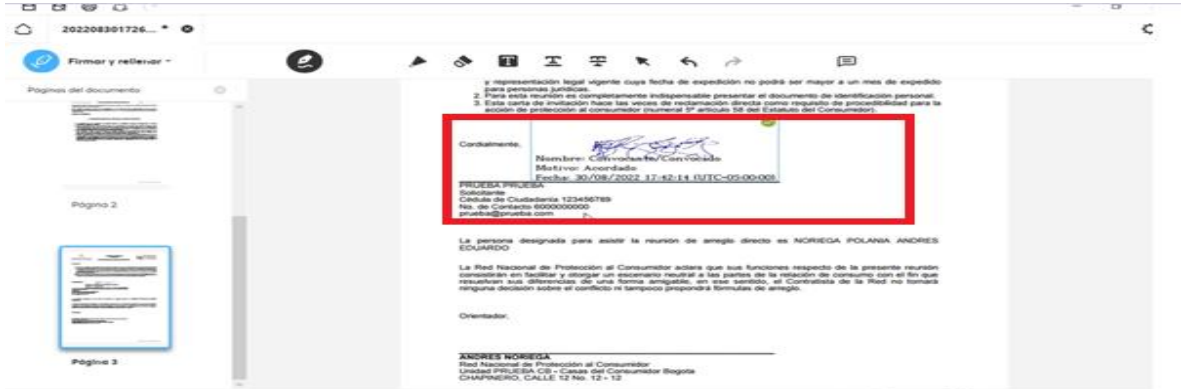 202208301726... *
Firmar y rellenar
Páginas del documento
Página 2
Página 3
y representación legal vigente cuya fecha de expedición no podrá ser mayor a un mes de expedido
para personas jurídicas.
2. Para esta reunión es completamente indispensable presentar el documento de identificación personal.
3. Esta carta de invitación hace las veces de reclamación directa como requisito de procedibilidad para la
acción de protección al consumidor (numeral 5º artículo 58 del Estatuto del Consumidor).
Cordialmente,
Nombre: Convocante/Convocado
Motivo: Acordado
Fecha: 30/08/2022 17:42:14 (UTC-05:00:00)
PRUEBA PRUEBA
Solicitante
Cédula de Ciudadanía 123456789
No. de Contacto 6000000000
prueba@prueba.com
La persona designada para asistir la reunión de arreglo directo es NORIEGA POLANIA ANDRES
EDUARDO
La Red Nacional de Protección al Consumidor aclara que sus funciones respecto de la presente reunión
consistirán en facilitar y otorgar un escenario neutral a las partes de la relación de consumo con el fin que
resuelvan sus diferencias de una forma amigable, en ese sentido, el Contratista de la Red no tomará
ninguna decisión sobre el conflicto ni tampoco propondrá fórmulas de arreglo.
Orientador,
ANDRES NORIEGA
Red Nacional de Protección al Consumidor
Unidad PRUEBA CB - Casas del Consumidor Bogota
CHAPINERO, CALLE 12 No. 12 - 12